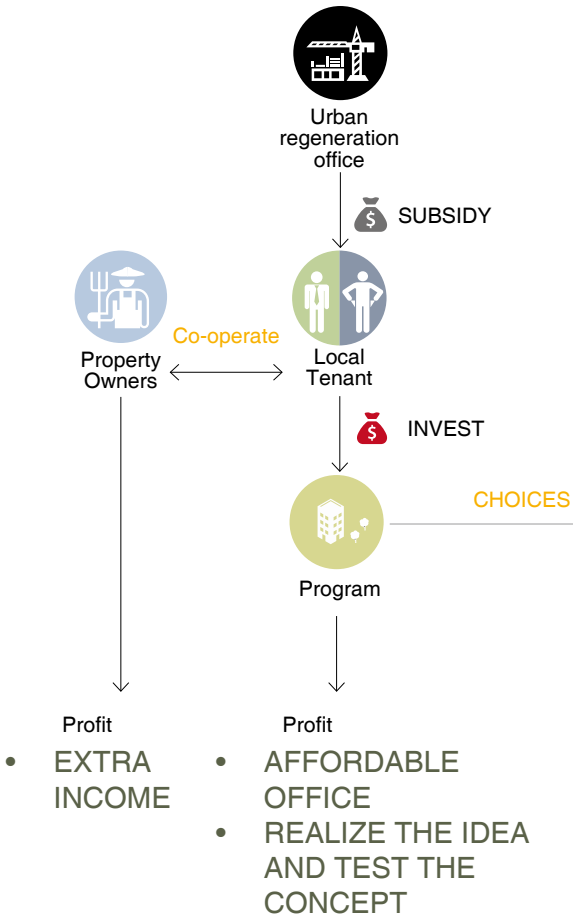 Urban
regeneration
office
$ SUBSIDY
Co-operate
Property
Owners
Local
Tenant
$ INVEST
CHOICES
Program
Profit
• EXTRA
INCOME
Profit
• AFFORDABLE
OFFICE
• REALIZE THE IDEA
AND TEST THE
CONCEPT